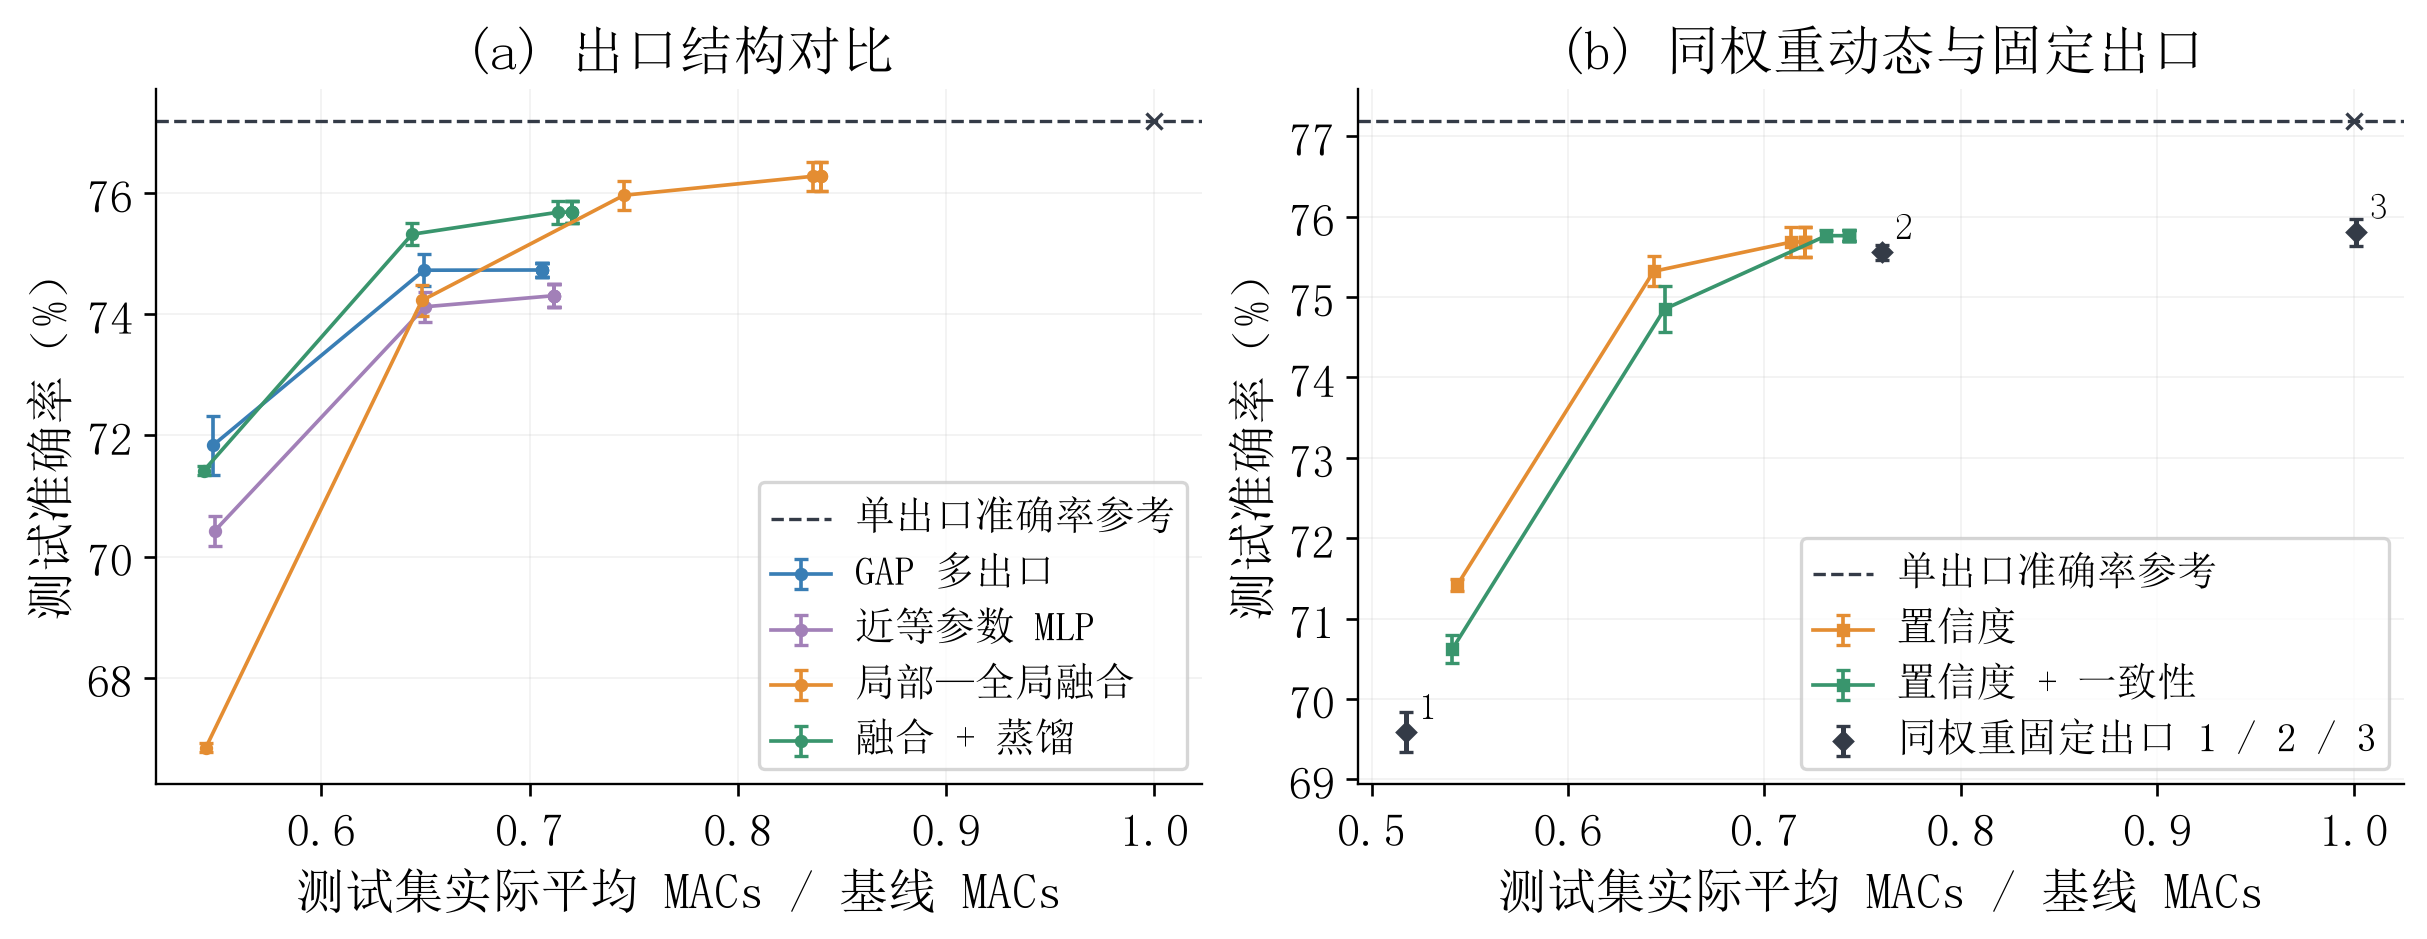 (a) 出口结构对比
测试准确率 (%)
76
74
72
70
68
0.6 0.7 0.8 0.9 1.0
测试集实际平均 MACs / 基线 MACs
单出口准确率参考
GAP 多出口
近等参数 MLP
局部—全局融合
融合 + 蒸馏
(b) 同权重动态与固定出口
测试准确率 (%)
77
76
75
74
73
72
71
70
69
0.5 0.6 0.7 0.8 0.9 1.0
测试集实际平均 MACs / 基线 MACs
1
2
3
单出口准确率参考
置信度
置信度 + 一致性
同权重固定出口 1 / 2 / 3